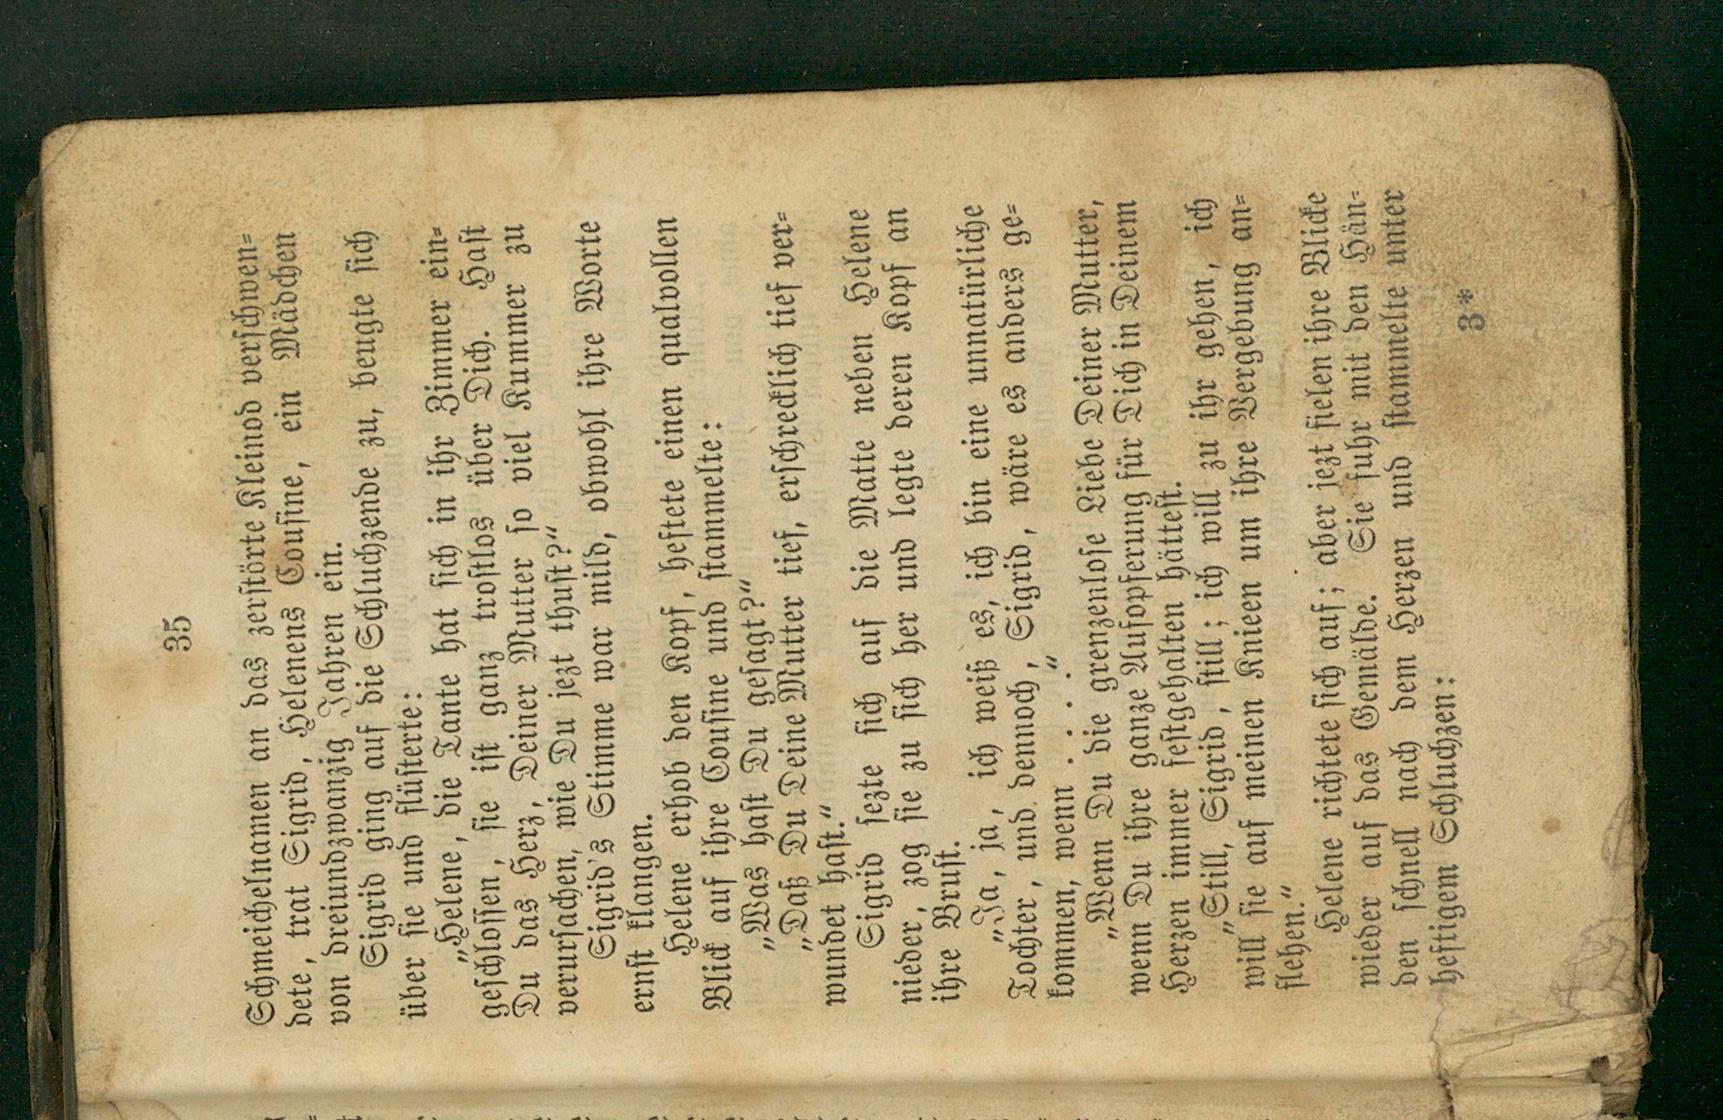 35
Schmeichelnamen an das zerstörte Kleinod verschwen=
dete, trat Sigrid, Helenens Cousine, ein Mädchen
von dreiundzwanzig Jahren ein.
Sigrid ging auf die Schluchzende zu, beugte sich
über sie und flüsterte:
„Helene, die Tante hat sich in ihr Zimmer ein=
geschlossen, sie ist ganz trostlos über Dich. Hast
Du das Herz, Deiner Mutter so viel Kummer zu
verursachen, wie Du jezt thust?“
Sigrid's Stimme war mild, obwohl ihre Worte
ernst klangen.
Helene erhob den Kopf, heftete einen qualvollen
Blick auf ihre Cousine und stammelte:
„Was hast Du gesagt?“
„Daß Du Deine Mutter tief, erschrecklich tief ver=
wundet hast.“
Sigrid sezte sich auf die Matte neben Helene
nieder, zog sie zu sich her und legte deren Kopf an
ihre Brust.
„Ja, ja, ich weiß es, ich bin eine unnatürliche
Tochter, und dennoch, Sigrid, wäre es anders ge=
kommen, wenn . . . .“
„Wenn Du die grenzenlose Liebe Deiner Mutter,
wenn Du ihre ganze Aufopferung für Dich in Deinem
Herzen immer festgehalten hättest.
„Still, Sigrid, still; ich will zu ihr gehen, ich
will sie auf meinen Knieen um ihre Vergebung an=
flehen.“
Helene richtete sich auf; aber jezt fielen ihre Blicke
wieder auf das Gemälde. Sie fuhr mit den Hän=
den schnell nach dem Herzen und stammelte unter
heftigem Schluchzen:
3*